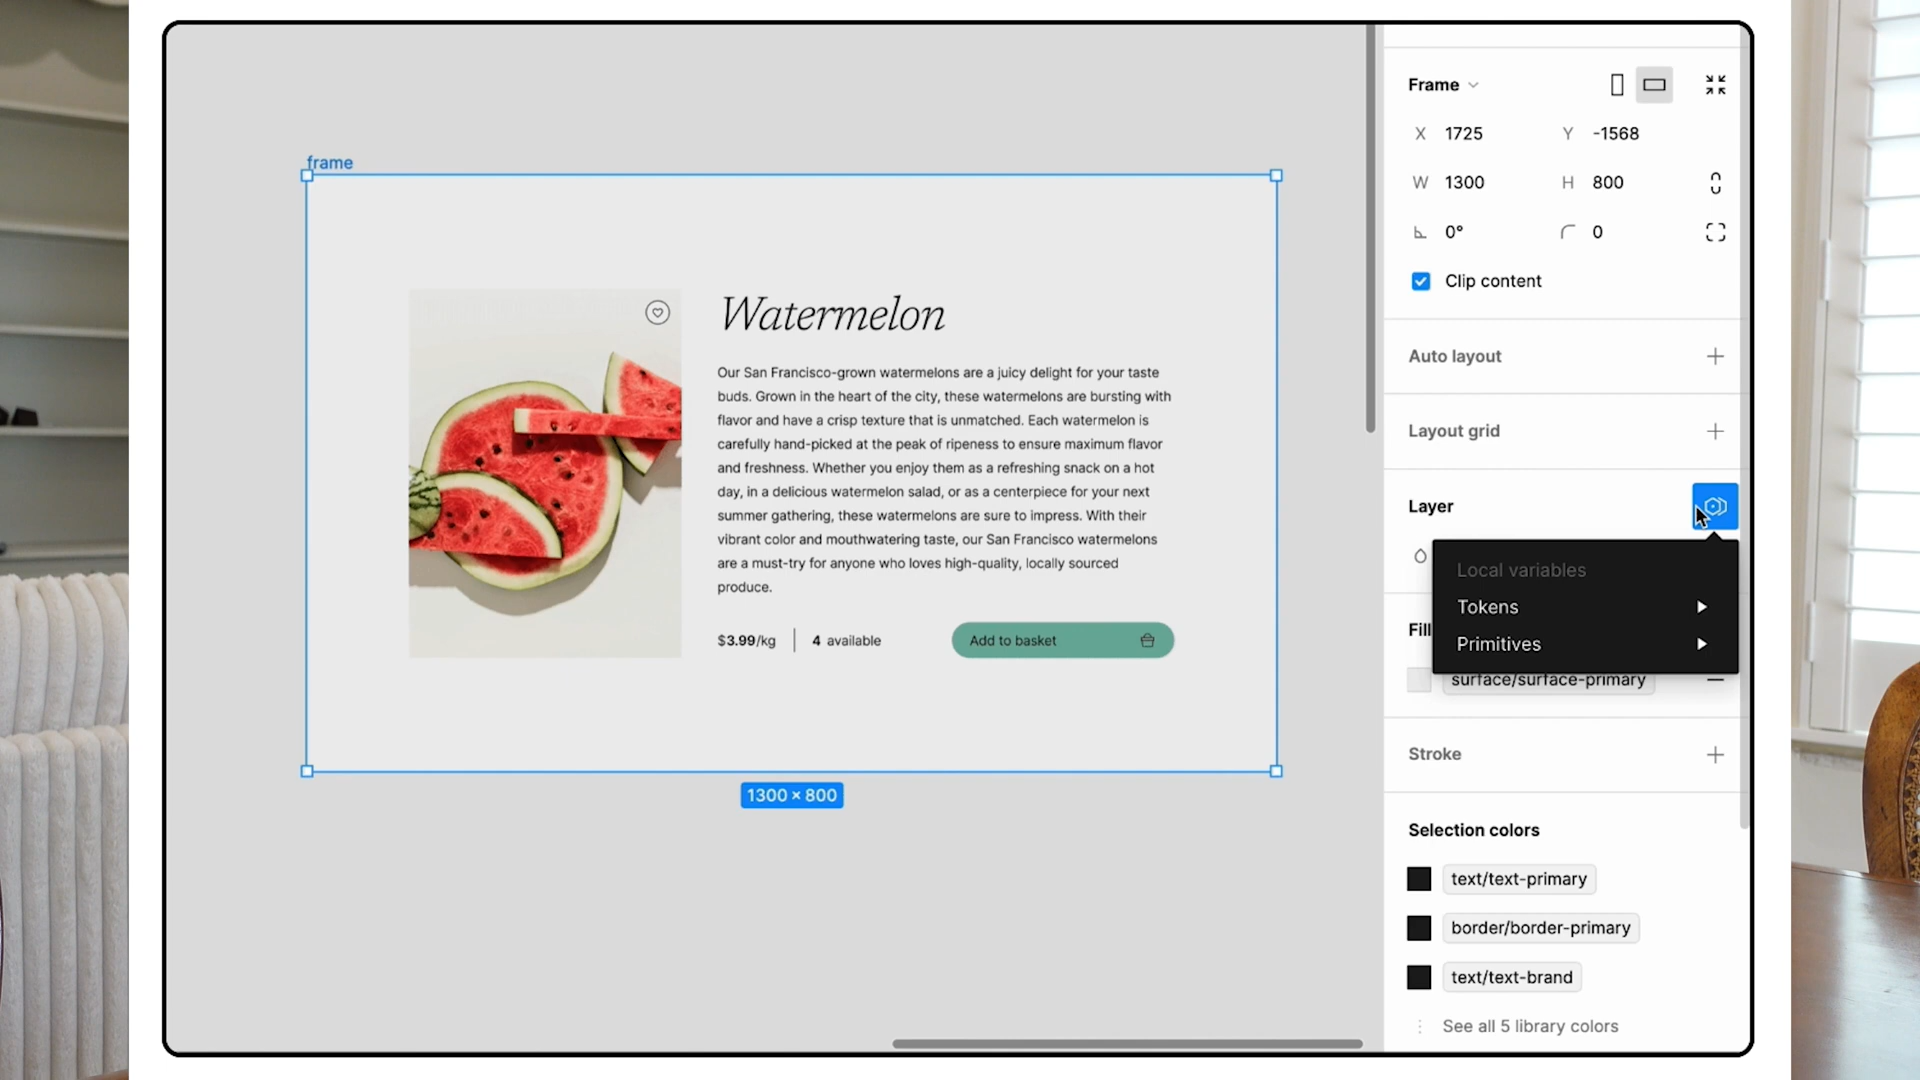 frame
Watermelon
Our San Francisco-grown watermelons are a juicy delight for your taste
buds. Grown in the heart of the city, these watermelons are bursting with
flavor and have a crisp texture that is unmatched. Each watermelon is
carefully hand-picked at the peak of ripeness to ensure maximum flavor
and freshness. Whether you enjoy them as a refreshing snack on a hot
day, in a delicious watermelon salad, or as a centerpiece for your next
summer gathering, these watermelons are sure to impress. With their
vibrant color and mouthwatering taste, our San Francisco watermelons
are a must-try for anyone who loves high-quality, locally sourced
produce.
$3.99/kg
4 available
Add to basket
1300 × 800
Frame
X 1725 Y -1568
W 1300 H 800
0° 0
Clip content
Auto layout
Layout grid
Layer
Local variables
Tokens
Primitives
Fill
surface/surface-primary
Stroke
Selection colors
text/text-primary
border/border-primary
text/text-brand
See all 5 library colors